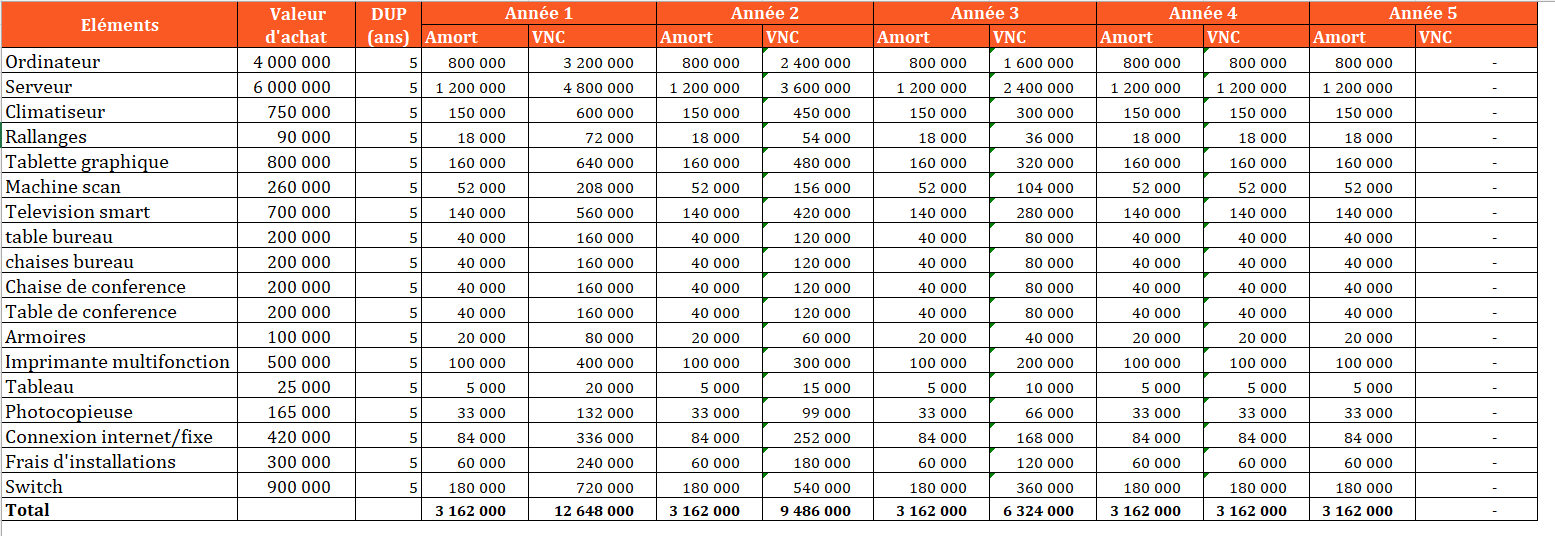 Eléments Valeur d'achat DUP (ans) Année 1 Année 2 Année 3 Année 4 Année 5
Amort VNC Amort VNC Amort VNC Amort VNC Amort VNC
Ordinateur 4 000 000 5 800 000 3 200 000 800 000 2 400 000 800 000 1 600 000 800 000 800 000 800 000 -
Serveur 6 000 000 5 1 200 000 4 800 000 1 200 000 3 600 000 1 200 000 2 400 000 1 200 000 1 200 000 1 200 000 -
Climatiseur 750 000 5 150 000 600 000 150 000 450 000 150 000 300 000 150 000 150 000 150 000 -
Rallanges 90 000 5 18 000 72 000 18 000 54 000 18 000 36 000 18 000 18 000 18 000 -
Tablette graphique 800 000 5 160 000 640 000 160 000 480 000 160 000 320 000 160 000 160 000 160 000 -
Machine scan 260 000 5 52 000 208 000 52 000 156 000 52 000 104 000 52 000 52 000 52 000 -
Television smart 700 000 5 140 000 560 000 140 000 420 000 140 000 280 000 140 000 140 000 140 000 -
table bureau 200 000 5 40 000 160 000 40 000 120 000 40 000 80 000 40 000 40 000 40 000 -
chaises bureau 200 000 5 40 000 160 000 40 000 120 000 40 000 80 000 40 000 40 000 40 000 -
Chaise de conference 200 000 5 40 000 160 000 40 000 120 000 40 000 80 000 40 000 40 000 40 000 -
Table de conference 200 000 5 40 000 160 000 40 000 120 000 40 000 80 000 40 000 40 000 40 000 -
Armoires 100 000 5 20 000 80 000 20 000 60 000 20 000 40 000 20 000 20 000 20 000 -
Imprimante multifonction 500 000 5 100 000 400 000 100 000 300 000 100 000 200 000 100 000 100 000 100 000 -
Tableau 25 000 5 5 000 20 000 5 000 15 000 5 000 10 000 5 000 5 000 5 000 -
Photocopieuse 165 000 5 33 000 132 000 33 000 99 000 33 000 66 000 33 000 33 000 33 000 -
Connexion internet/fixe 420 000 5 84 000 336 000 84 000 252 000 84 000 168 000 84 000 84 000 84 000 -
Frais d'installations 300 000 5 60 000 240 000 60 000 180 000 60 000 120 000 60 000 60 000 60 000 -
Switch 900 000 5 180 000 720 000 180 000 540 000 180 000 360 000 180 000 180 000 180 000 -
Total 3 162 000 12 648 000 3 162 000 9 486 000 3 162 000 6 324 000 3 162 000 3 162 000 3 162 000 -